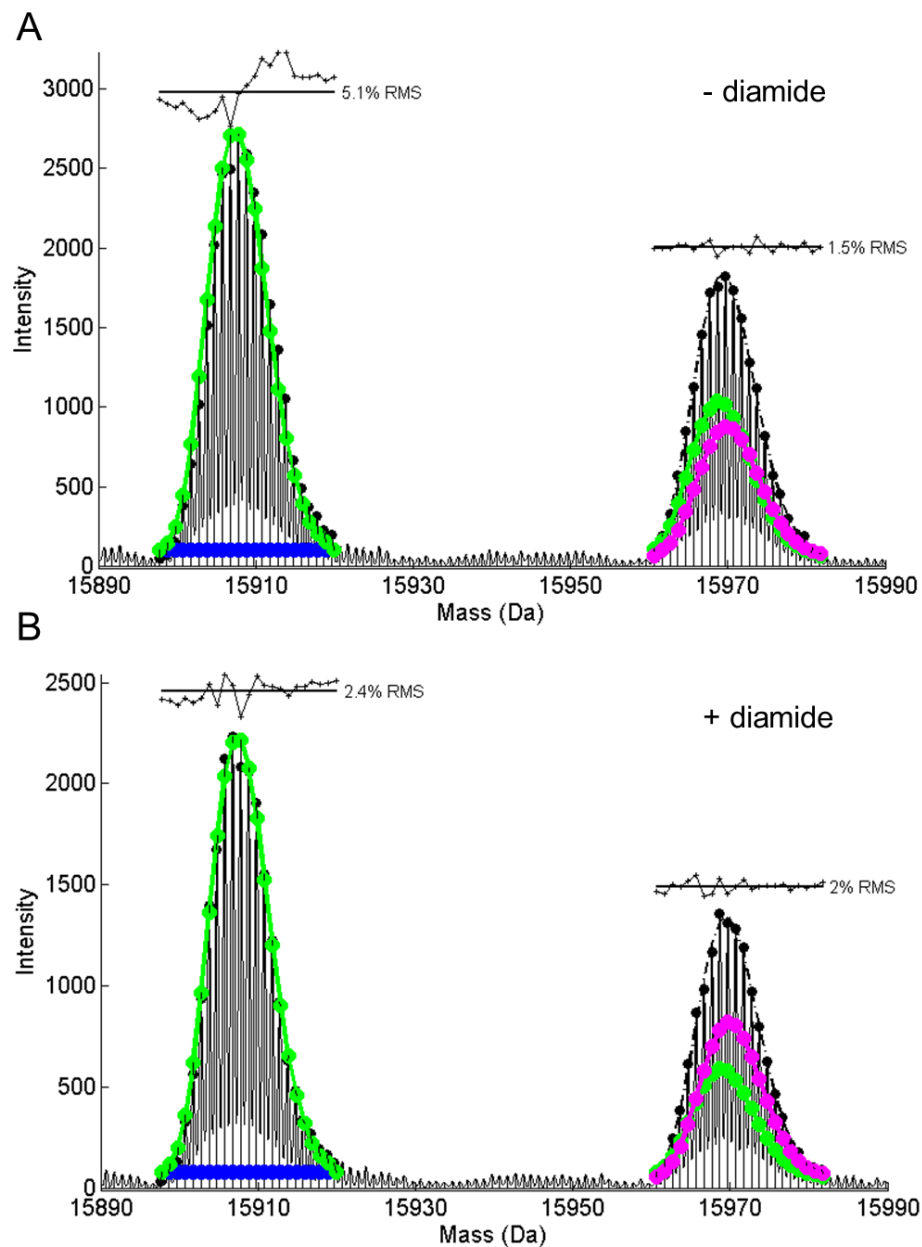 A
- diamide
5.1% RMS
1.5% RMS
3000
2500
2000
1500
1000
500
0
Intensity
15890 15910 15930 15950 15970 15990
Mass (Da)
B
+ diamide
2.4% RMS
2% RMS
2500
2000
1500
1000
500
0
Intensity
15890 15910 15930 15950 15970 15990
Mass (Da)